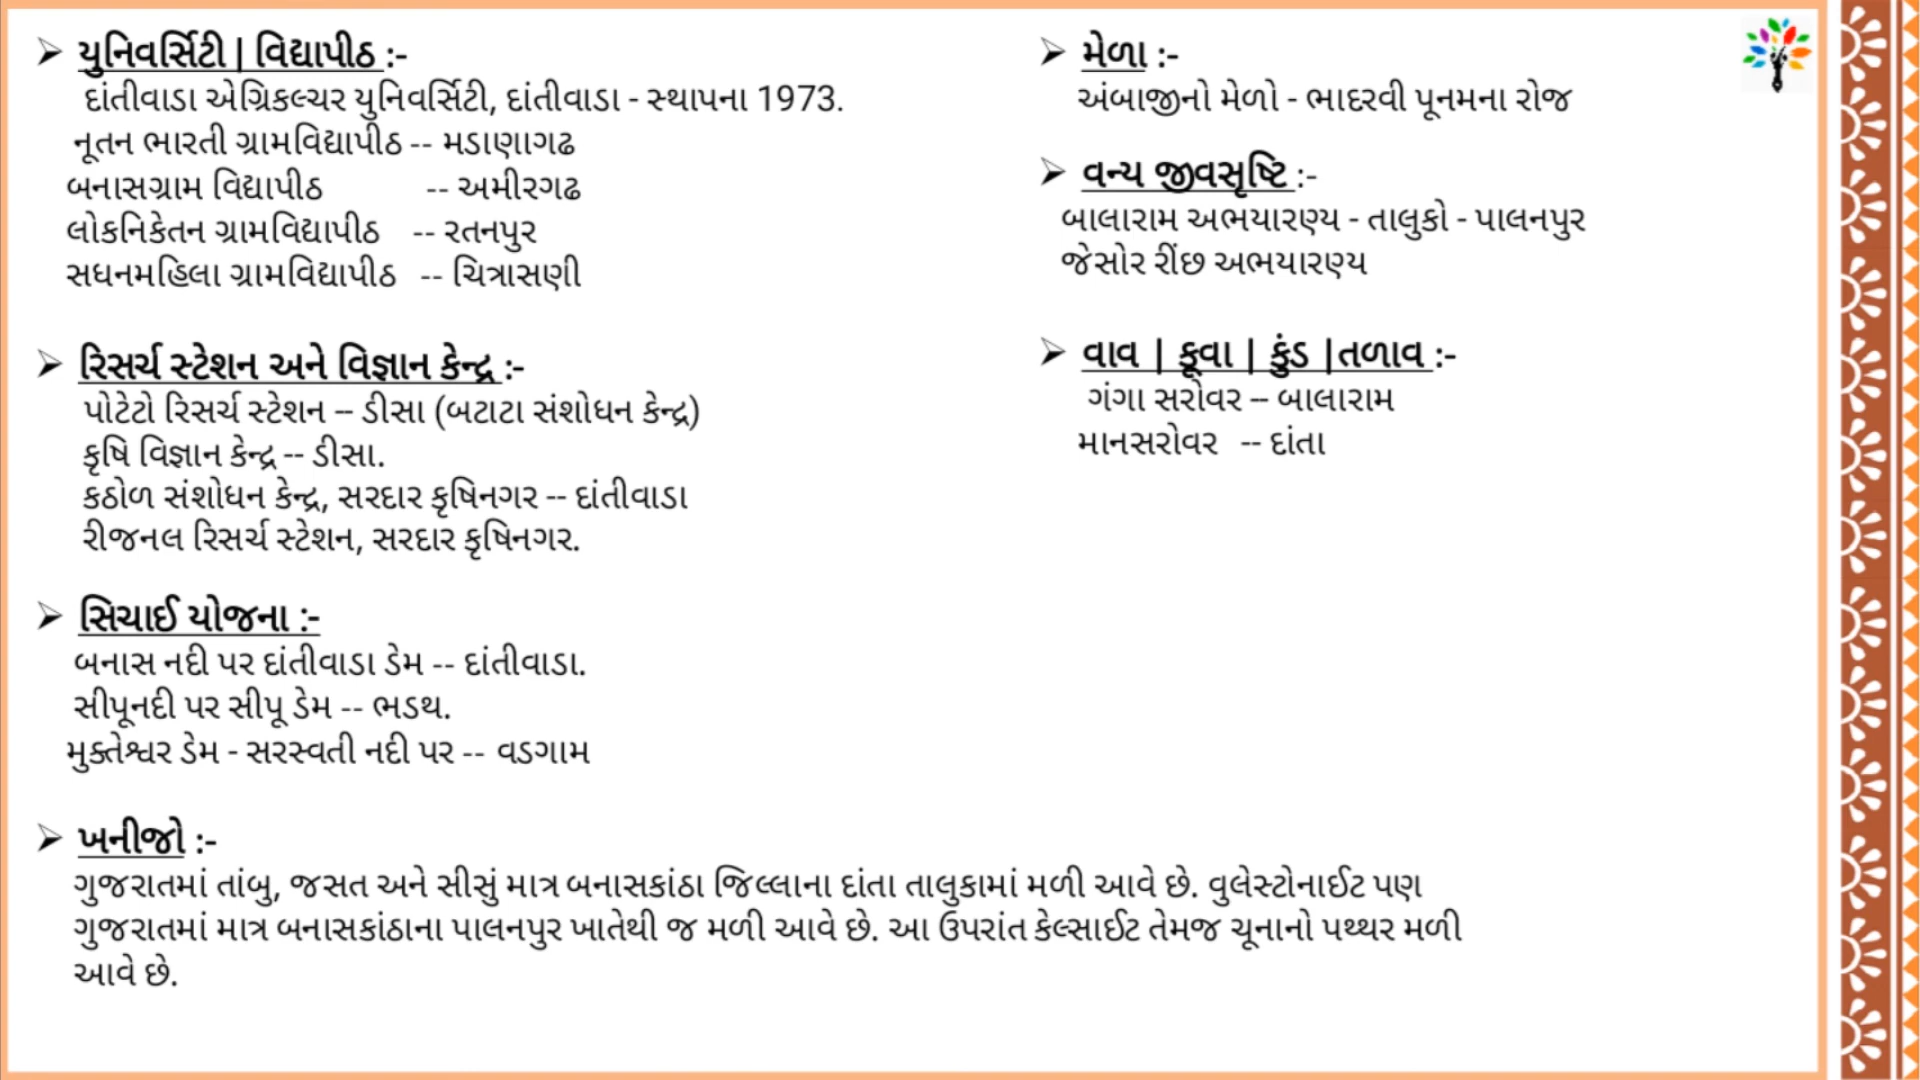 ➢ યુનિવર્સિટી | વિદ્યાપીઠ :-
દાંતીવાડા એગ્રિકલ્ચર યુનિવર્સિટી, દાંતીવાડા - સ્થાપના 1973.
નૂતન ભારતી ગ્રામવિદ્યાપીઠ -- મડાણાગઢ
બનાસગ્રામ વિદ્યાપીઠ -- અમીરગઢ
લોકનિકેતન ગ્રામવિદ્યાપીઠ -- રતનપુર
સધનમહિલા ગ્રામવિદ્યાપીઠ -- ચિત્રાસણી
➢ રિસર્ચ સ્ટેશન અને વિજ્ઞાન કેન્દ્ર :-
પોટેટો રિસર્ચ સ્ટેશન – ડીસા (બટાટા સંશોધન કેન્દ્ર)
કૃષિ વિજ્ઞાન કેન્દ્ર -- ડીસા.
કઠોળ સંશોધન કેન્દ્ર, સરદાર કૃષિનગર -- દાંતીવાડા
રીજનલ રિસર્ચ સ્ટેશન, સરદાર કૃષિનગર.
➢ સિચાઈ યોજના :-
બનાસ નદી પર દાંતીવાડા ડેમ -- દાંતીવાડા.
સીપૂનદી પર સીપૂ ડેમ -- ભડથ.
મુક્તેશ્વર ડેમ - સરસ્વતી નદી પર -- વડગામ
➢ ખનીજો :-
ગુજરાતમાં તાંબુ, જસત અને સીસું માત્ર બનાસકાંઠા જિલ્લાના દાંતા તાલુકામાં મળી આવે છે. વુલેસ્ટોનાઈટ પણ
ગુજરાતમાં માત્ર બનાસકાંઠાના પાલનપુર ખાતેથી જ મળી આવે છે. આ ઉપરાંત કેલ્સાઈટ તેમજ ચૂનાનો પથ્થર મળી
આવે છે.
➢ મેળા :-
અંબાજીનો મેળો - ભાદરવી પૂનમના રોજ
➢ વન્ય જીવસૃષ્ટિ :-
બાલારામ અભયારણ્ય - તાલુકો - પાલનપુર
જેસોર રીંછ અભયારણ્ય
➢ વાવ | કૂવા | કુંડ |તળાવ :-
ગંગા સરોવર – બાલારામ
માનસરોવર -- દાંતા